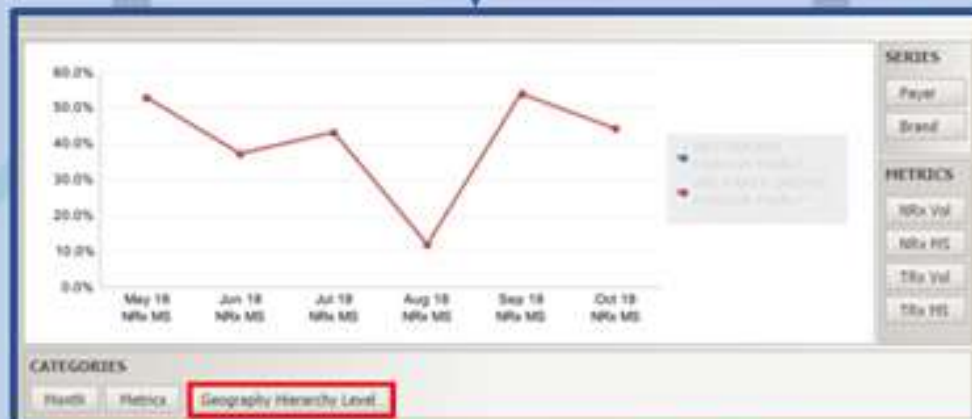 SERIES
Payer
Brand
METRICS
NRx Vol
NRx MS
TRx Vol
TRx MS
60.0%
50.0%
40.0%
30.0%
20.0%
10.0%
0.0%
May 18 Jun 18 Jul 18 Aug 18 Sep 18 Oct 18
NRx MS NRx MS NRx MS NRx MS NRx MS NRx MS
CATEGORIES
Month Metrics Geography Hierarchy Level